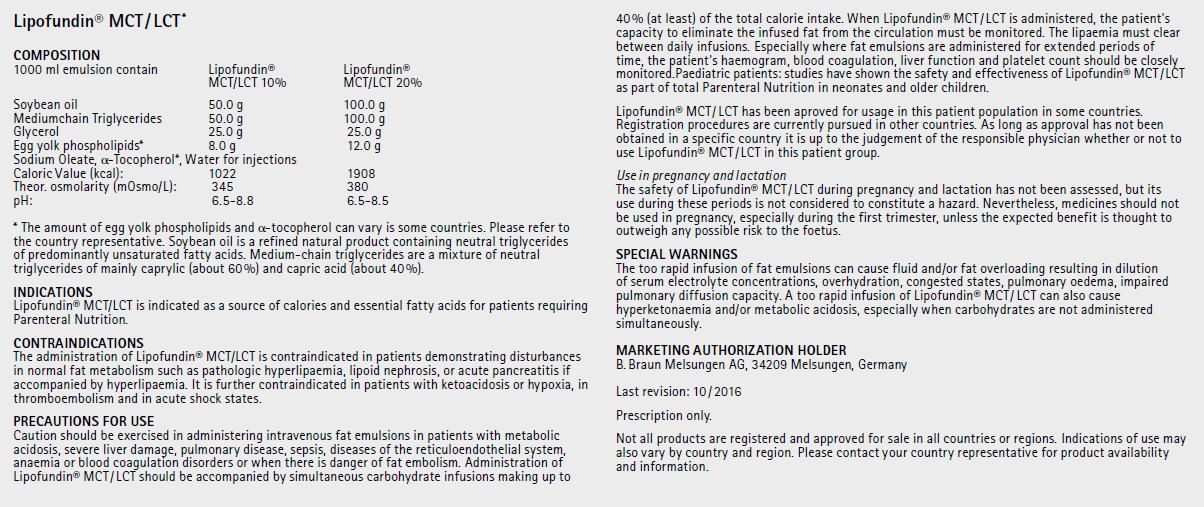 Lipofundin® MCT/LCT*
COMPOSITION
1000 ml emulsion contain Lipofundin® Lipofundin®
MCT/LCT 10% MCT/LCT 20%
Soybean oil 50.0 g 100.0 g
Mediumchain Triglycerides 50.0 g 100.0 g
Glycerol 25.0 g 25.0 g
Egg yolk phospholipids* 8.0 g 12.0 g
Sodium Oleate, α-Tocopherol*, Water for injections
Caloric Value (kcal): 1022 1908
Theor. osmolarity (mOsmo/L): 345 380
pH: 6.5-8.8 6.5-8.5
* The amount of egg yolk phospholipids and α-tocopherol can vary is some countries. Please refer to
the country representative. Soybean oil is a refined natural product containing neutral triglycerides
of predominantly unsaturated fatty acids. Medium-chain triglycerides are a mixture of neutral
triglycerides of mainly caprylic (about 60%) and capric acid (about 40%).
INDICATIONS
Lipofundin® MCT/LCT is indicated as a source of calories and essential fatty acids for patients requiring
Parenteral Nutrition.
CONTRAINDICATIONS
The administration of Lipofundin® MCT/LCT is contraindicated in patients demonstrating disturbances
in normal fat metabolism such as pathologic hyperlipaemia, lipoid nephrosis, or acute pancreatitis if
accompanied by hyperlipaemia. It is further contraindicated in patients with ketoacidosis or hypoxia, in
thromboembolism and in acute shock states.
PRECAUTIONS FOR USE
Caution should be exercised in administering intravenous fat emulsions in patients with metabolic
acidosis, severe liver damage, pulmonary disease, sepsis, diseases of the reticuloendothelial system,
anaemia or blood coagulation disorders or when there is danger of fat embolism. Administration of
Lipofundin® MCT/LCT should be accompanied by simultaneous carbohydrate infusions making up to
40% (at least) of the total calorie intake. When Lipofundin® MCT/LCT is administered, the patient's
capacity to eliminate the infused fat from the circulation must be monitored. The lipaemia must clear
between daily infusions. Especially where fat emulsions are administered for extended periods of
time, the patient's haemogram, blood coagulation, liver function and platelet count should be closely
monitored.Paediatric patients: studies have shown the safety and effectiveness of Lipofundin® MCT/LCT
as part of total Parenteral Nutrition in neonates and older children.
Lipofundin® MCT/LCT has been aproved for usage in this patient population in some countries.
Registration procedures are currently pursued in other countries. As long as approval has not been
obtained in a specific country it is up to the judgement of the responsible physician whether or not to
use Lipofundin® MCT/LCT in this patient group.
Use in pregnancy and lactation
The safety of Lipofundin® MCT/LCT during pregnancy and lactation has not been assessed, but its
use during these periods is not considered to constitute a hazard. Nevertheless, medicines should not
be used in pregnancy, especially during the first trimester, unless the expected benefit is thought to
outweigh any possible risk to the foetus.
SPECIAL WARNINGS
The too rapid infusion of fat emulsions can cause fluid and/or fat overloading resulting in dilution
of serum electrolyte concentrations, overhydration, congested states, pulmonary oedema, impaired
pulmonary diffusion capacity. A too rapid infusion of Lipofundin® MCT/LCT can also cause
hyperketonaemia and/or metabolic acidosis, especially when carbohydrates are not administered
simultaneously.
MARKETING AUTHORIZATION HOLDER
B. Braun Melsungen AG, 34209 Melsungen, Germany
Last revision: 10/2016
Prescription only.
Not all products are registered and approved for sale in all countries or regions. Indications of use may
also vary by country and region. Please contact your country representative for product availability
and information.